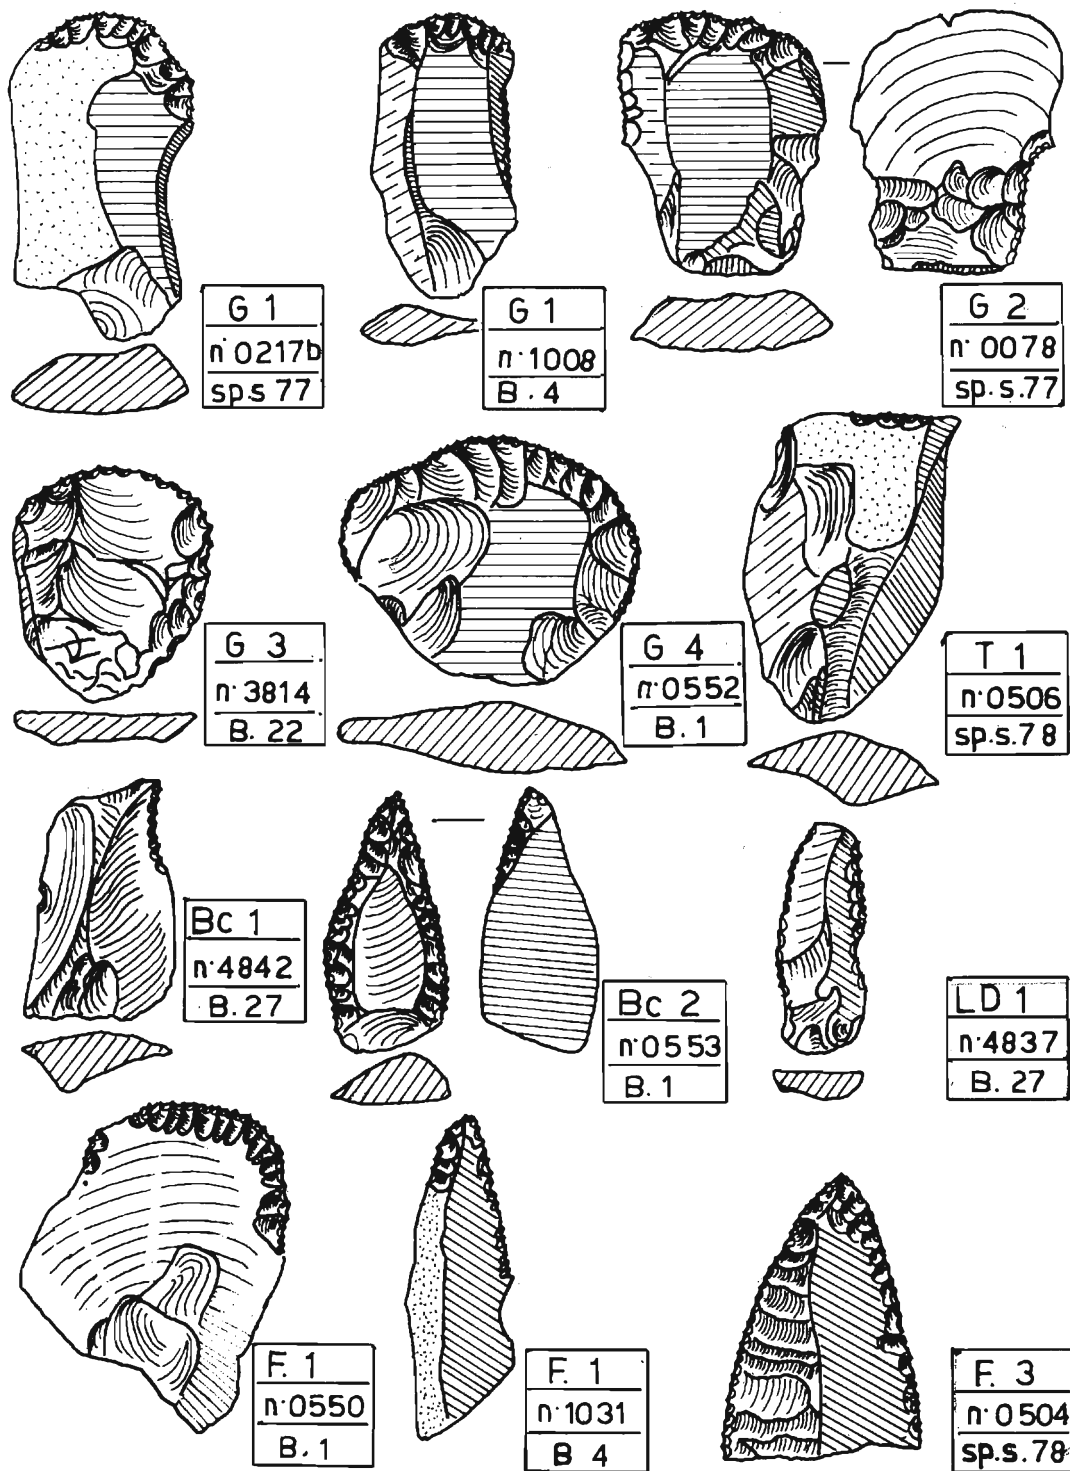 G 1
n·0217b
sp.s 77
G 1
n·1008
B.4
G 2
n·0078
sp.s.77
G 3
n·3814
B.22
G 4
n·0552
B.1
T 1
n·0506
sp.s.78
Bc 1
n·4842
B.27
Bc 2
n·0553
B.1
LD 1
n·4837
B.27
F.1
n·0550
B.1
F.1
n·1031
B 4
F.3
n·0504
sp.s.78